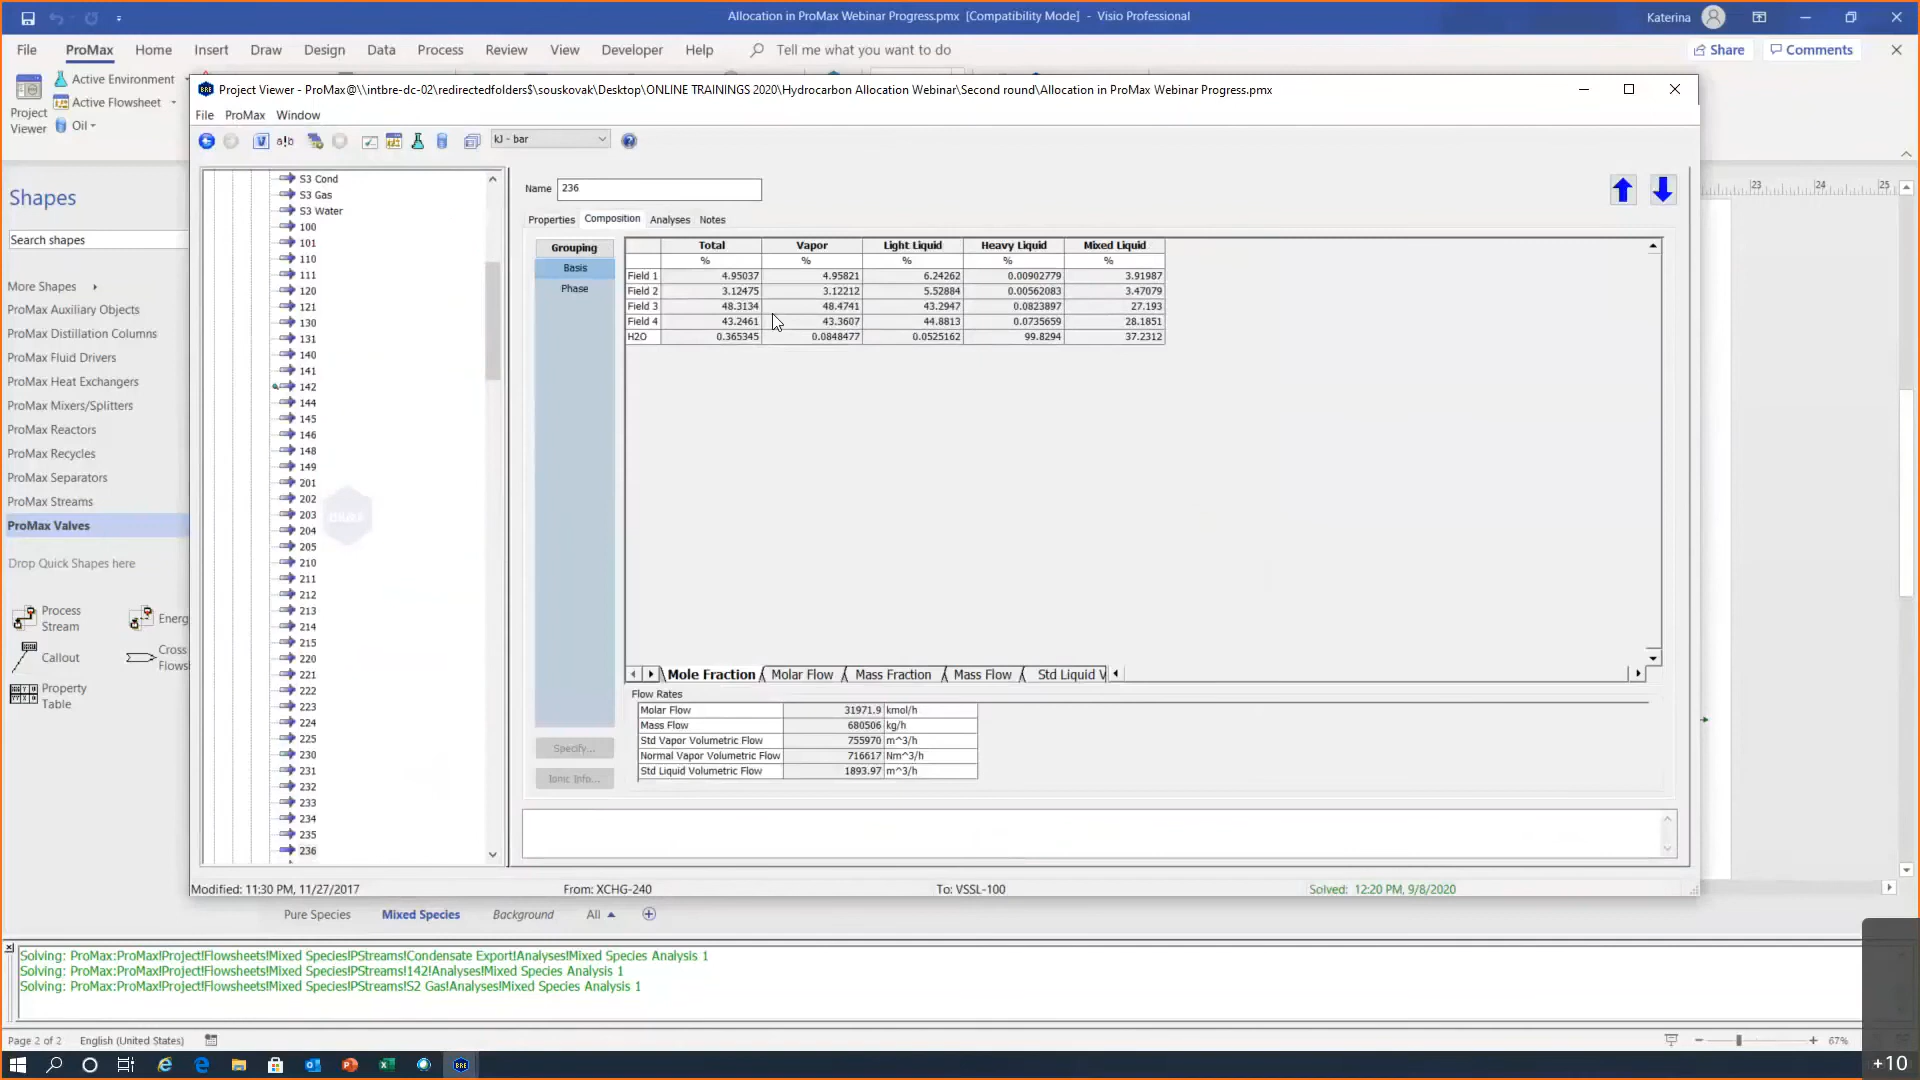 Allocation in ProMax Webinar Progress.pmx [Compatibility Mode] - Visio Professional
Katerina
File ProMax Home Insert Draw Design Data Process Review View Developer Help Tell me what you want to do
Share Comments
Active Environment
Active Flowsheet
Oil
Project Viewer
Project Viewer - ProMax@\\intbre-dc-02\redirectedfolders$\souskovak\Desktop\ONLINE TRAININGS 2020\Hydrocarbon Allocation Webinar\Second round\Allocation in ProMax Webinar Progress.pmx
File ProMax Window
a!b
kJ - bar
Shapes
Search shapes
More Shapes
ProMax Auxiliary Objects
ProMax Distillation Columns
ProMax Fluid Drivers
ProMax Heat Exchangers
ProMax Mixers/Splitters
ProMax Reactors
ProMax Recycles
ProMax Separators
ProMax Streams
ProMax Valves
Drop Quick Shapes here
Process Stream
Energ
Callout
Cross Flows
Property Table
S3 Cond
S3 Gas
S3 Water
100
101
110
111
120
121
130
131
140
141
142
144
145
146
148
149
201
202
203
204
205
210
211
212
213
214
215
220
221
222
223
224
225
230
231
232
233
234
235
236
Name 236
Properties Composition Analyses Notes
Grouping
Basis
Phase
Specify...
Ionic Info...
Total Vapor Light Liquid Heavy Liquid Mixed Liquid
% % % % %
Field 1 4.95037 4.95821 6.24262 0.00902779 3.91987
Field 2 3.12475 3.12212 5.52884 0.00562083 3.47079
Field 3 48.3134 48.4741 43.2947 0.0823897 27.193
Field 4 43.2461 43.3607 44.8813 0.0735659 28.1851
H2O 0.365345 0.0848477 0.0525162 99.8294 37.2312
Mole Fraction Molar Flow Mass Fraction Mass Flow Std Liquid V
Flow Rates
Molar Flow 31971.9 kmol/h
Mass Flow 680506 kg/h
Std Vapor Volumetric Flow 755970 m^3/h
Normal Vapor Volumetric Flow 716617 Nm^3/h
Std Liquid Volumetric Flow 1893.97 m^3/h
23 24 25
Modified: 11:30 PM, 11/27/2017 From: XCHG-240 To: VSSL-100 Solved: 12:20 PM, 9/8/2020
Pure Species Mixed Species Background All
Solving: ProMax:ProMax!Project!Flowsheets!Mixed Species!PStreams!Condensate Export!Analyses!Mixed Species Analysis 1
Solving: ProMax:ProMax!Project!Flowsheets!Mixed Species!PStreams!142!Analyses!Mixed Species Analysis 1
Solving: ProMax:ProMax!Project!Flowsheets!Mixed Species!PStreams!S2 Gas!Analyses!Mixed Species Analysis 1
Page 2 of 2 English (United States)
67%
BRE
+10